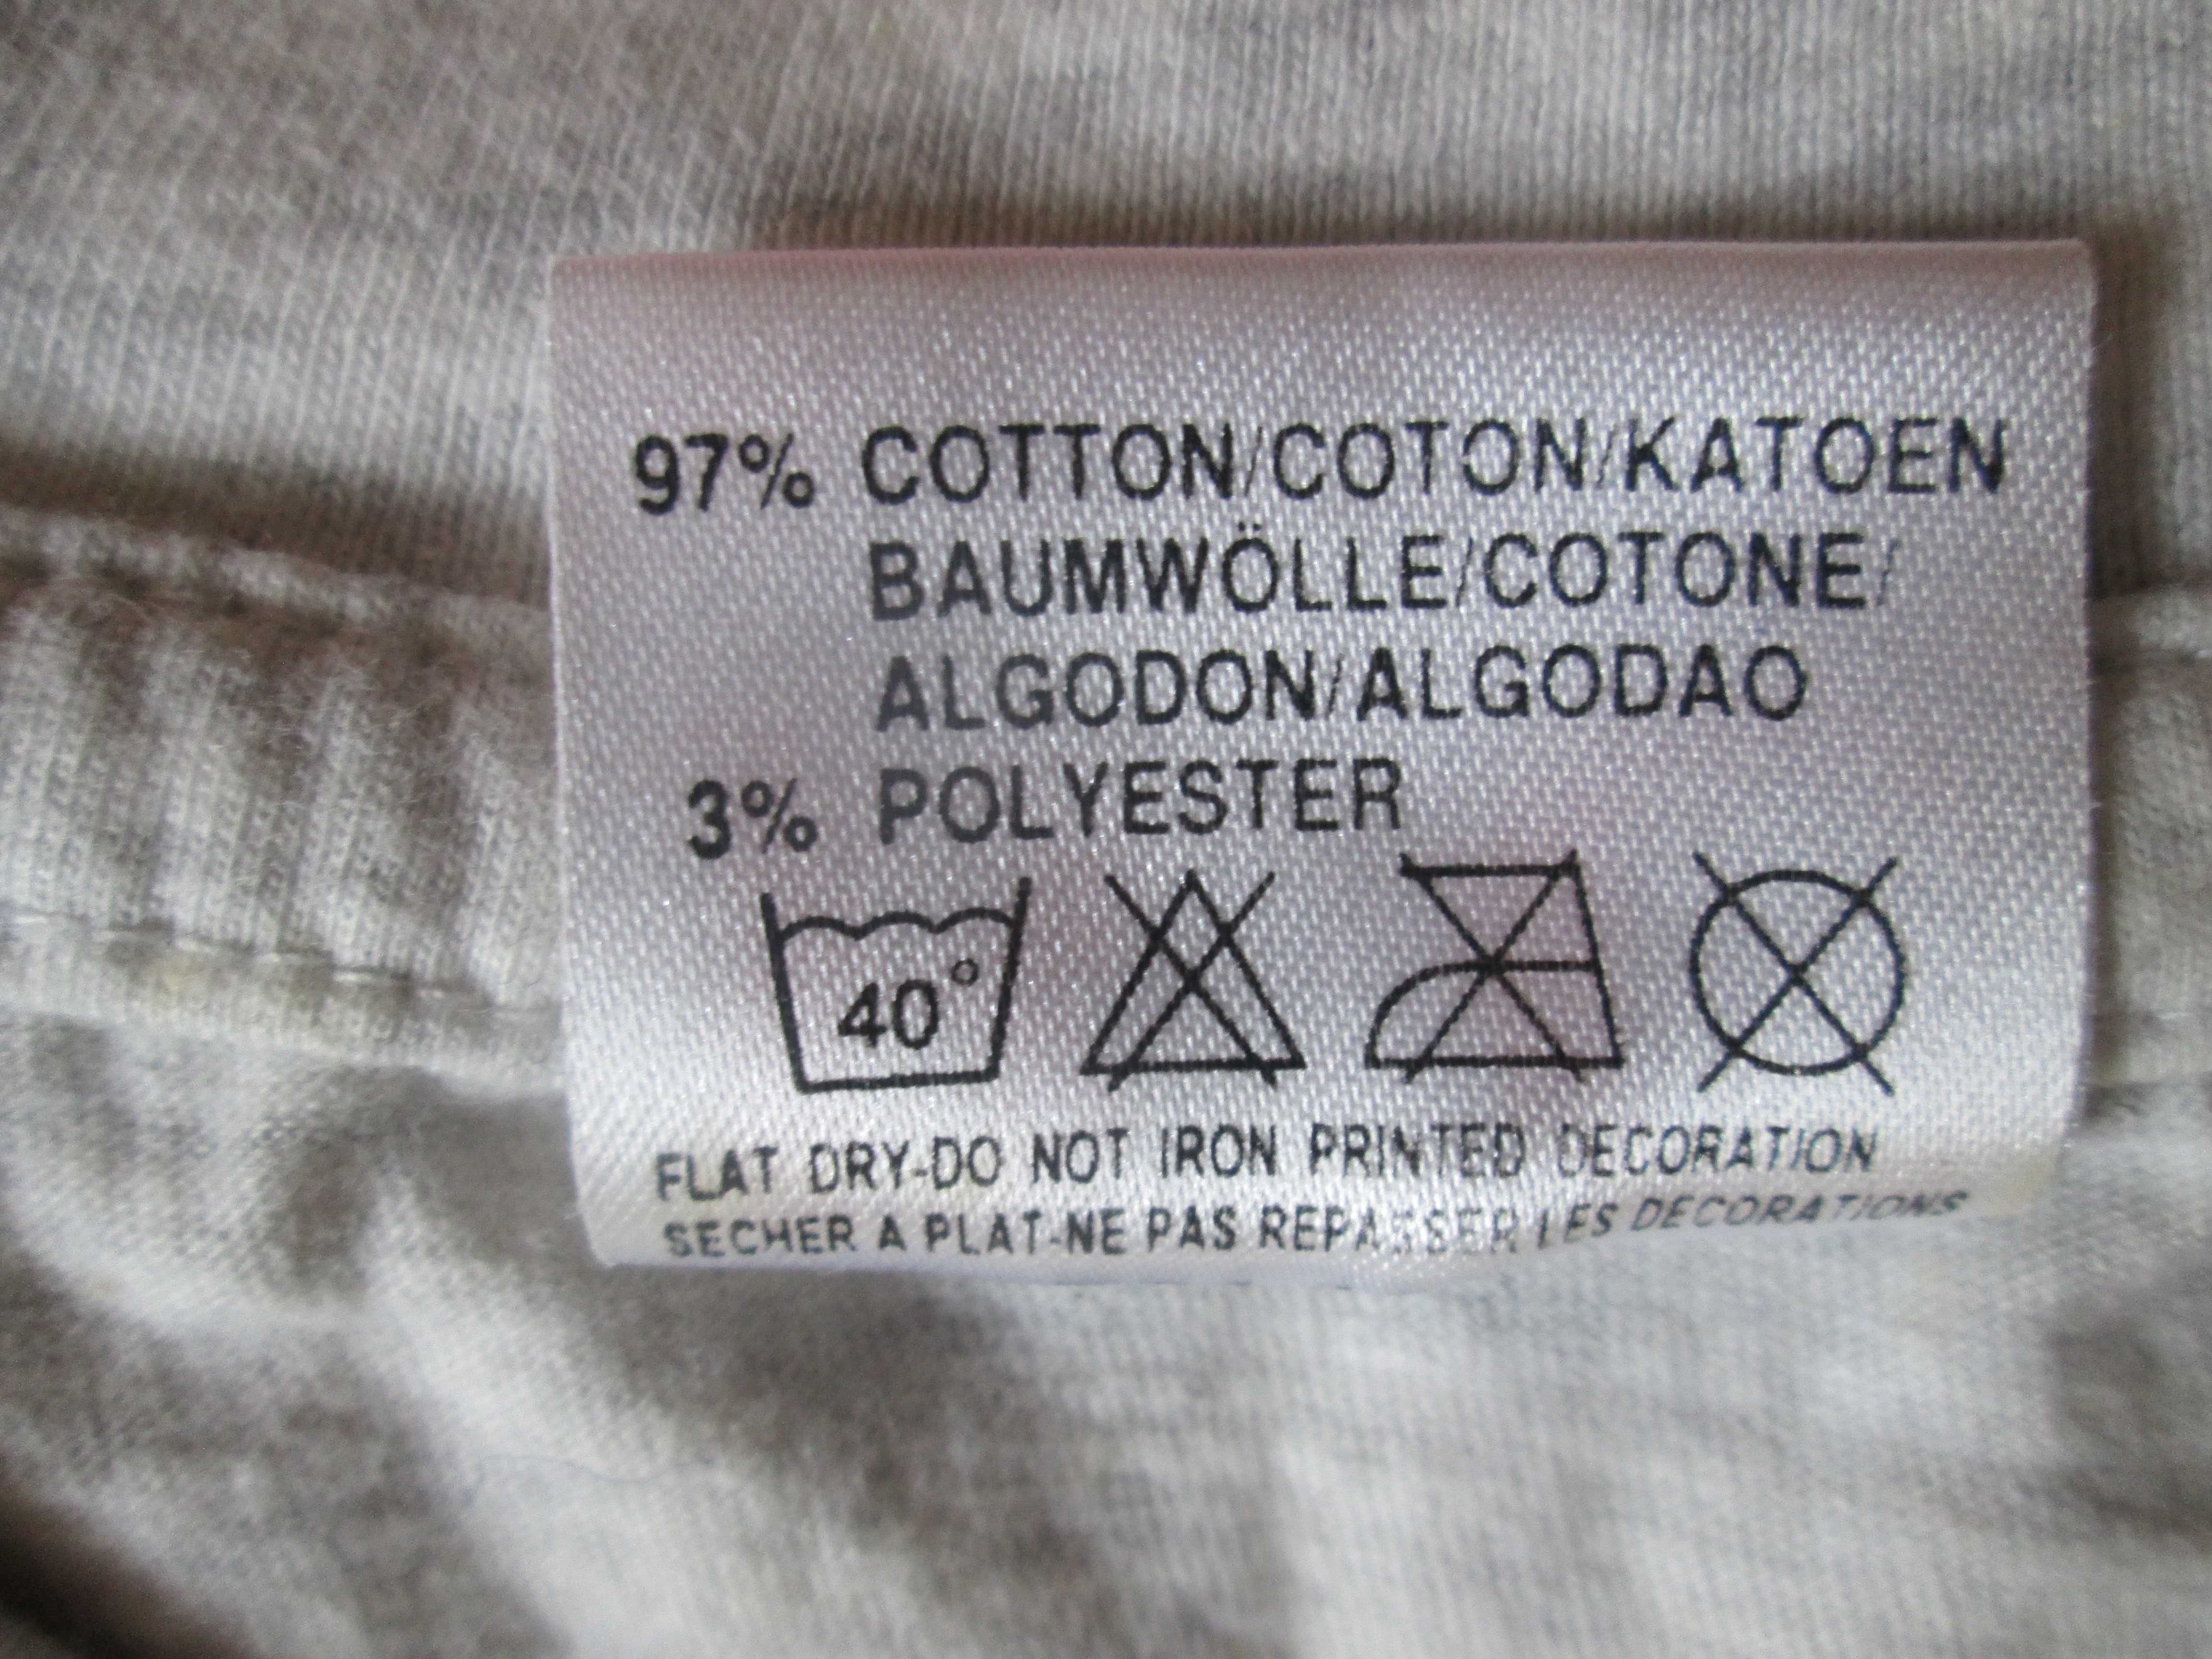 97% COTTON/COTON/KATOEN
BAUMWÖLLE/COTONE/
ALGODON/ALGODAO
3% POLYESTER
40°
FLAT DRY-DO NOT IRON PRINTED DECORATION
SECHER A PLAT-NE PAS REPASSER LES DECORATIONS